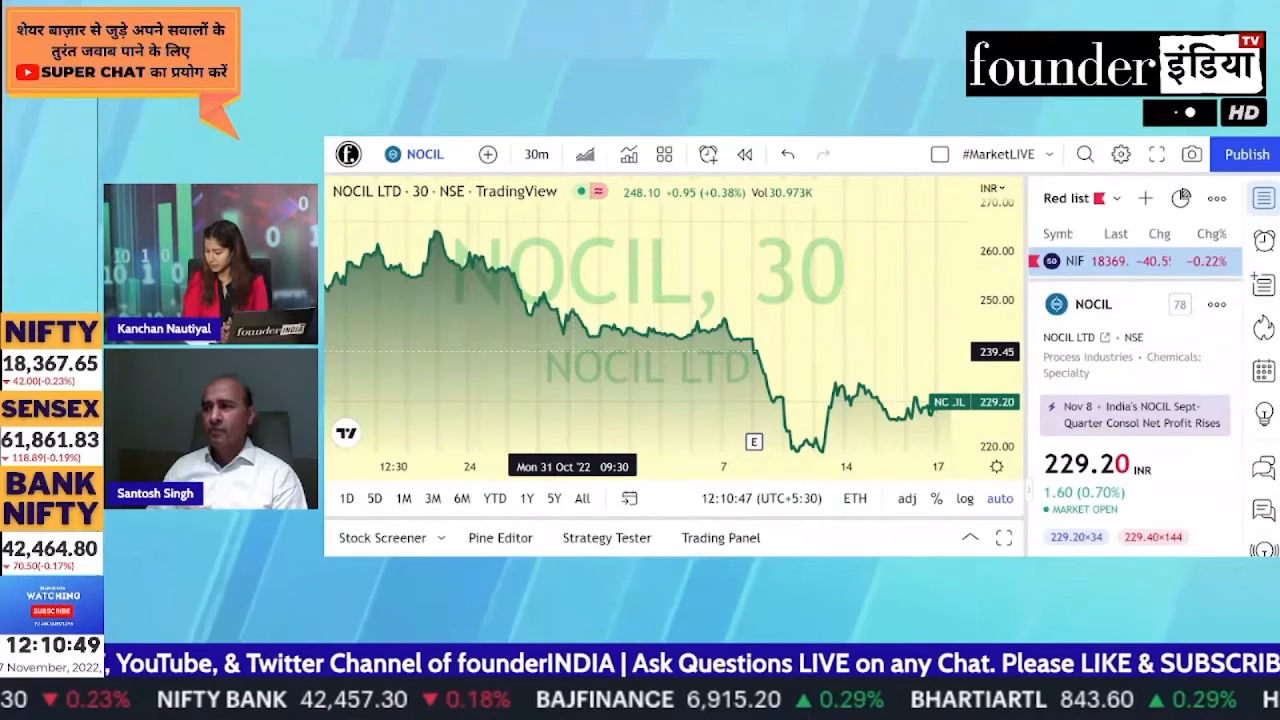 शेयर बाज़ार से जुड़े अपने सवालों के
तुरंत जवाब पाने के लिए
SUPER CHAT का प्रयोग करें
founder इंडिया TV
HD
NOCIL
30m
#MarketLIVE
Publish
NOCIL LTD · 30 · NSE · TradingView
248.10 +0.95 (+0.38%) Vol 30.973K
INR
270.00
260.00
250.00
239.45
229.20
220.00
NOCIL, 30
NOCIL LTD
E
12:30
24
Mon 31 Oct '22 09:30
7
14
17
1D 5D 1M 3M 6M YTD 1Y 5Y All
12:10:47 (UTC+5:30)
ETH
adj % log auto
Stock Screener
Pine Editor
Strategy Tester
Trading Panel
Red list
Symb Last Chg Chg%
NIF 18369. −40.5 −0.22%
NOCIL
78
NOCIL LTD · NSE
Process Industries · Chemicals:
Specialty
Nov 8 · India's NOCIL Sept-
Quarter Consol Net Profit Rises
229.20 INR
1.60 (0.70%)
MARKET OPEN
229.20×34
229.40×144
Kanchan Nautiyal
founder INDIA
Santosh Singh
NIFTY
18,367.65
42.00(-0.23%)
SENSEX
61,861.83
118.89(-0.19%)
BANK
NIFTY
42,464.80
70.50(-0.17%)
WATCHING
SUBSCRIBE
12:10:49
7 November, 2022,
, YouTube, & Twitter Channel of founderINDIA | Ask Questions LIVE on any Chat. Please LIKE & SUBSCRIB
30 0.23% NIFTY BANK 42,457.30 0.18% BAJFINANCE 6,915.20 0.29% BHARTIARTL 843.60 0.29% H